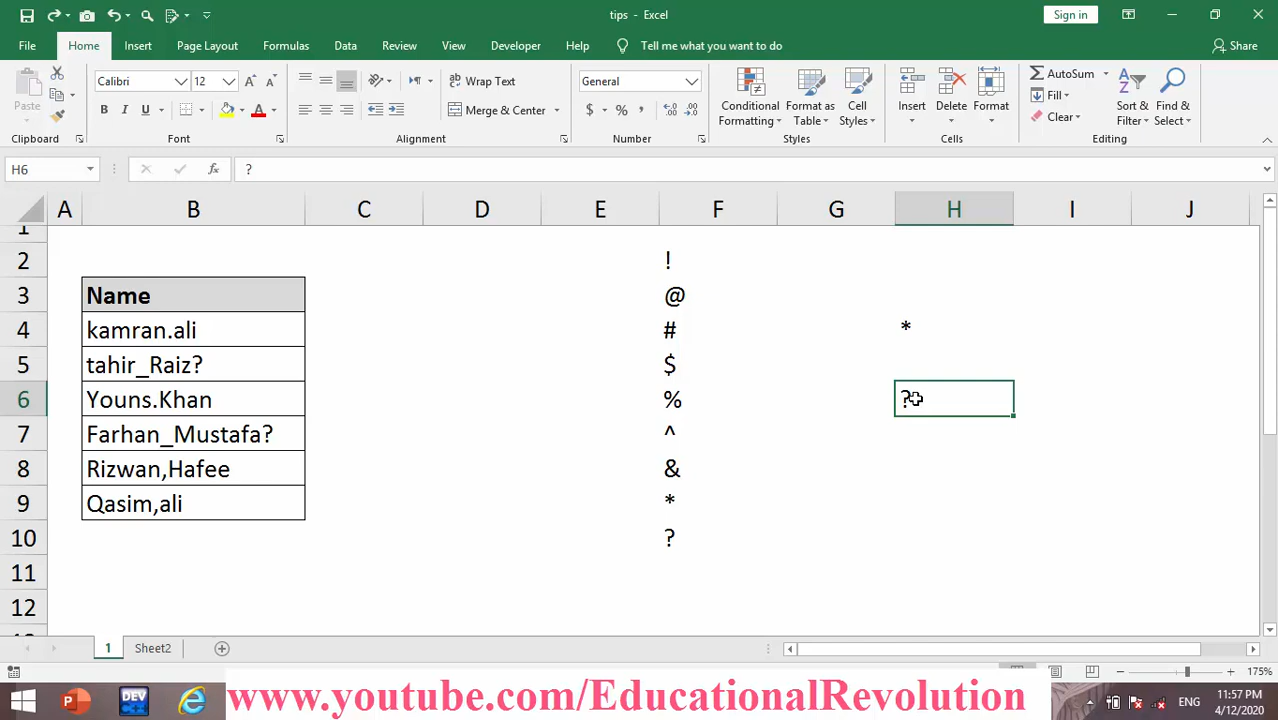 tips - Excel
Sign in
File Home Insert Page Layout Formulas Data Review View Developer Help Tell me what you want to do Share
Calibri 12 A A Wrap Text General Conditional Formatting Format as Table Cell Styles Insert Delete Format AutoSum Sort & Filter Find & Select
Paste B I U A Merge & Center $ % , Fill
Clear
Clipboard Font Alignment Number Styles Cells Editing
H6 fx ?
A B C D E F G H I J
1
2 !
3 Name @
4 kamran.ali # *
5 tahir_Raiz? $
6 Youns.Khan % ?
7 Farhan_Mustafa? ^
8 Rizwan,Hafee &
9 Qasim,ali *
10 ?
11
12
1 Sheet2
175%
DEV www.youtube.com/EducationalRevolution ENG 11:57 PM
4/12/2020